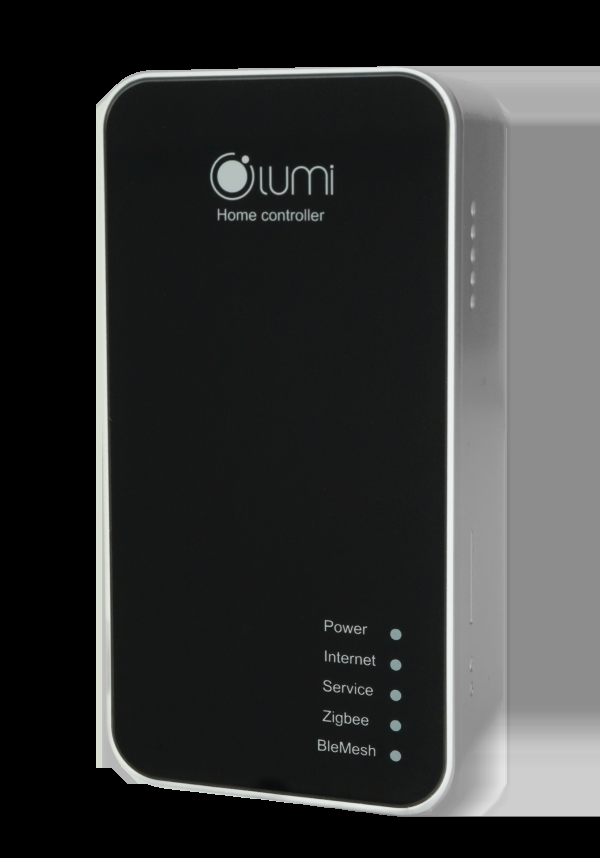 lumi
Home controller
Power
Internet
Service
Zigbee
BleMesh